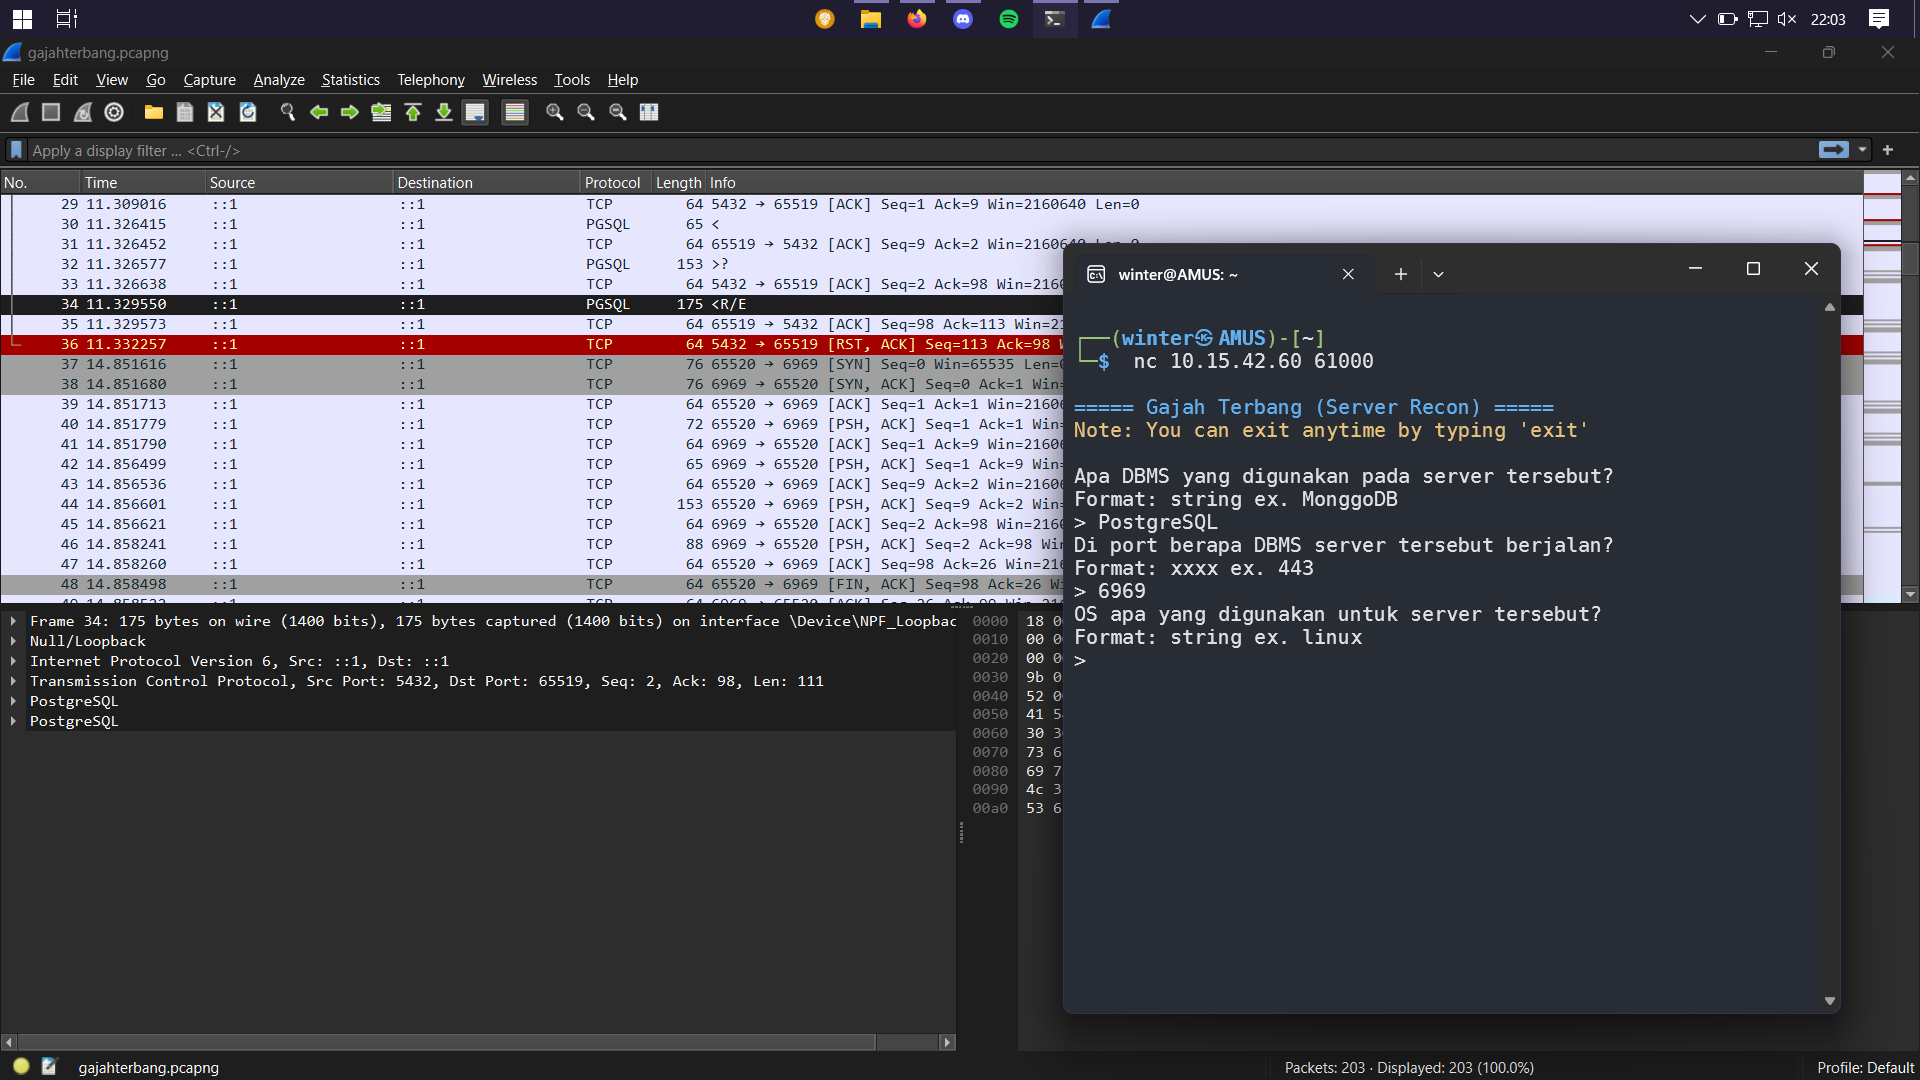 22:03
gajahterbang.pcapng
File Edit View Go Capture Analyze Statistics Telephony Wireless Tools Help
Apply a display filter ... <Ctrl-/>
No. Time Source Destination Protocol Length Info
29 11.309016 ::1 ::1 TCP 64 5432 → 65519 [ACK] Seq=1 Ack=9 Win=2160640 Len=0
30 11.326415 ::1 ::1 PGSQL 65 <
31 11.326452 ::1 ::1 TCP 64 65519 → 5432 [ACK] Seq=9 Ack=2 Win=2160640 Len=0
32 11.326577 ::1 ::1 PGSQL 153 >?
33 11.326638 ::1 ::1 TCP 64 5432 → 65519 [ACK] Seq=2 Ack=98 Win=2160
34 11.329550 ::1 ::1 PGSQL 175 <R/E
35 11.329573 ::1 ::1 TCP 64 65519 → 5432 [ACK] Seq=98 Ack=113 Win=21
36 11.332257 ::1 ::1 TCP 64 5432 → 65519 [RST, ACK] Seq=113 Ack=98 W
37 14.851616 ::1 ::1 TCP 76 65520 → 6969 [SYN] Seq=0 Win=65535 Len=
38 14.851680 ::1 ::1 TCP 76 6969 → 65520 [SYN, ACK] Seq=0 Ack=1 Win=
39 14.851713 ::1 ::1 TCP 64 65520 → 6969 [ACK] Seq=1 Ack=1 Win=2160
40 14.851779 ::1 ::1 TCP 72 65520 → 6969 [PSH, ACK] Seq=1 Ack=1 Win=
41 14.851790 ::1 ::1 TCP 64 6969 → 65520 [ACK] Seq=1 Ack=9 Win=2160
42 14.856499 ::1 ::1 TCP 65 6969 → 65520 [PSH, ACK] Seq=1 Ack=9 Win=
43 14.856536 ::1 ::1 TCP 64 65520 → 6969 [ACK] Seq=9 Ack=2 Win=2160
44 14.856601 ::1 ::1 TCP 153 65520 → 6969 [PSH, ACK] Seq=9 Ack=2 Win=
45 14.856621 ::1 ::1 TCP 64 6969 → 65520 [ACK] Seq=2 Ack=98 Win=2160
46 14.858241 ::1 ::1 TCP 88 6969 → 65520 [PSH, ACK] Seq=2 Ack=98 Win
47 14.858260 ::1 ::1 TCP 64 65520 → 6969 [ACK] Seq=98 Ack=26 Win=21
48 14.858498 ::1 ::1 TCP 64 65520 → 6969 [FIN, ACK] Seq=98 Ack=26 W
Frame 34: 175 bytes on wire (1400 bits), 175 bytes captured (1400 bits) on interface \Device\NPF_Loopbac
Null/Loopback
Internet Protocol Version 6, Src: ::1, Dst: ::1
Transmission Control Protocol, Src Port: 5432, Dst Port: 65519, Seq: 2, Ack: 98, Len: 111
PostgreSQL
PostgreSQL
0000 18 0
0010 00 0
0020 00 0
0030 9b 0
0040 52 0
0050 41 5
0060 30 3
0070 73 6
0080 69 7
0090 4c 3
00a0 53 6
winter@AMUS: ~
┌──(winter㉿AMUS)-[~]
└─$ nc 10.15.42.60 61000
===== Gajah Terbang (Server Recon) =====
Note: You can exit anytime by typing 'exit'
Apa DBMS yang digunakan pada server tersebut?
Format: string ex. MonggoDB
> PostgreSQL
Di port berapa DBMS server tersebut berjalan?
Format: xxxx ex. 443
> 6969
OS apa yang digunakan untuk server tersebut?
Format: string ex. linux
>
gajahterbang.pcapng
Packets: 203 · Displayed: 203 (100.0%)
Profile: Default